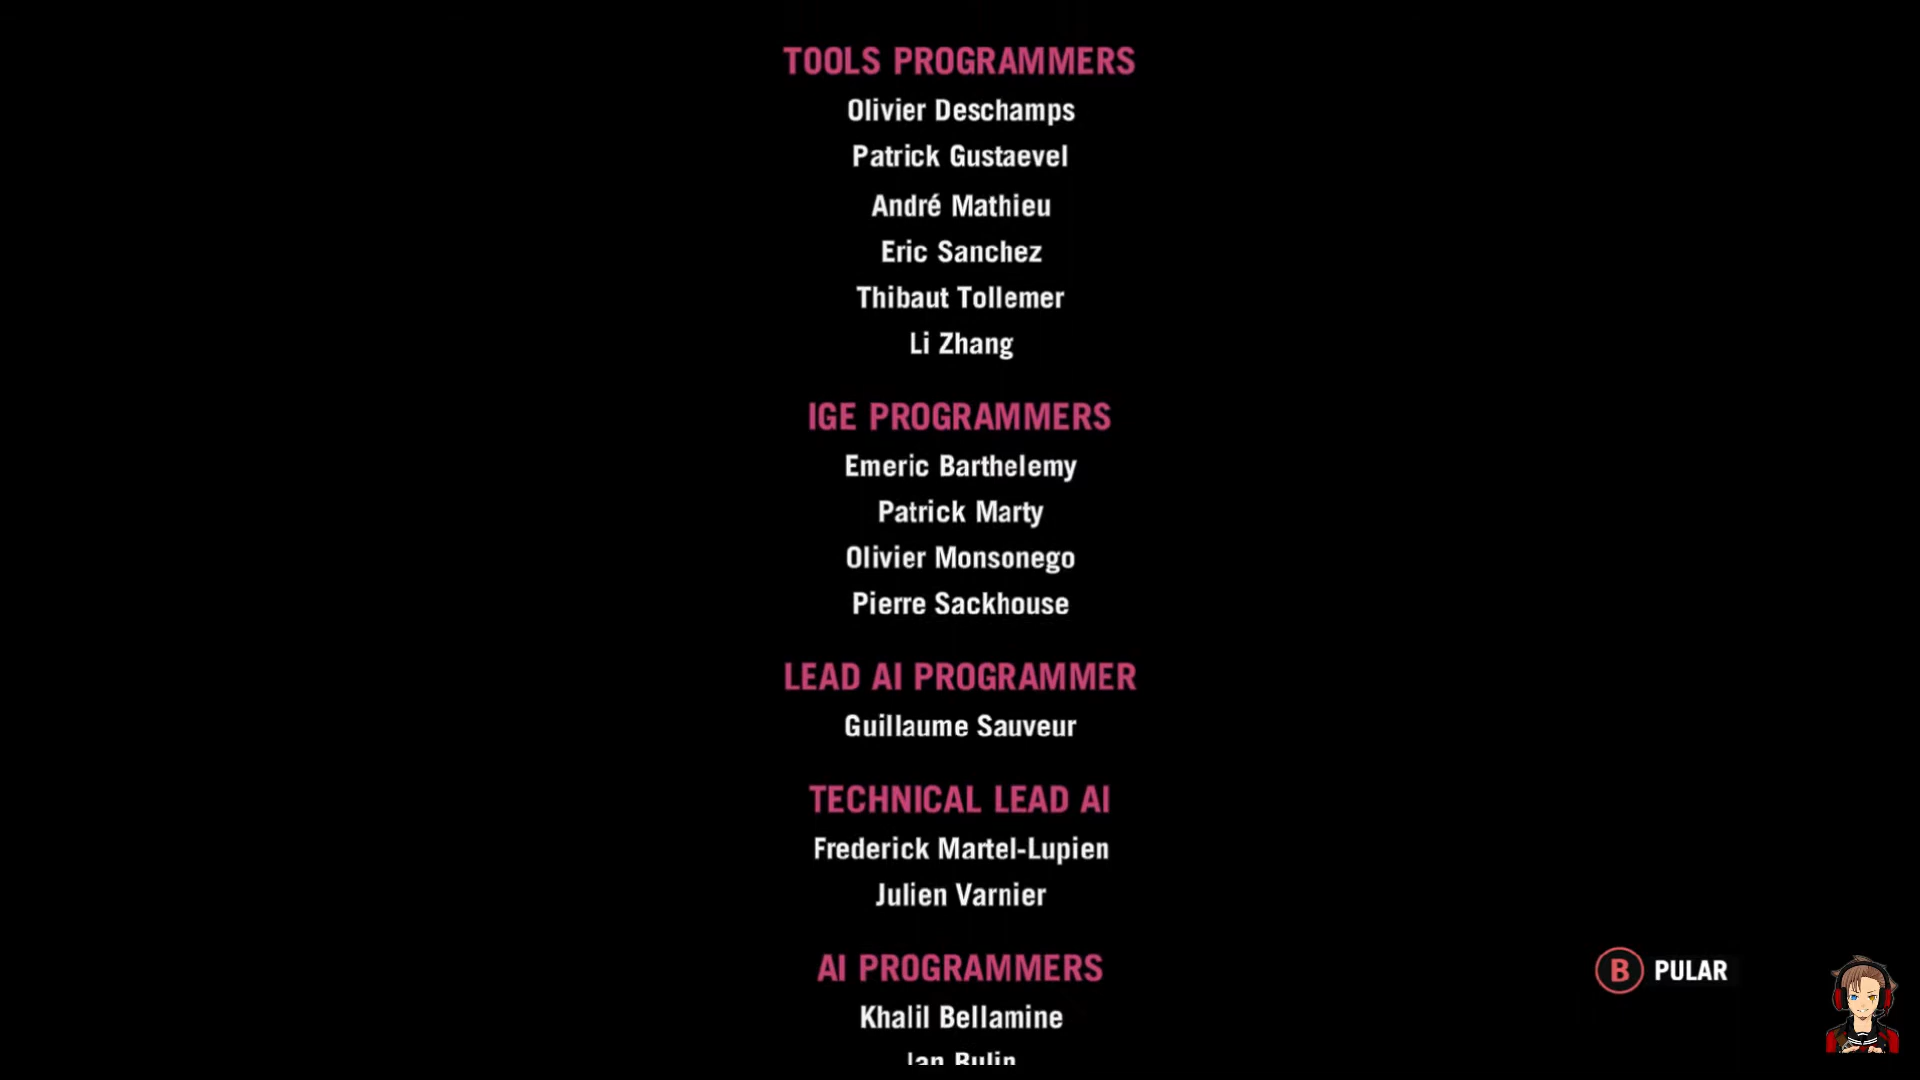 TOOLS PROGRAMMERS
Olivier Deschamps
Patrick Gustaevel
André Mathieu
Eric Sanchez
Thibaut Tollemer
Li Zhang
IGE PROGRAMMERS
Emeric Barthelemy
Patrick Marty
Olivier Monsonego
Pierre Sackhouse
LEAD AI PROGRAMMER
Guillaume Sauveur
TECHNICAL LEAD AI
Frederick Martel-Lupien
Julien Varnier
AI PROGRAMMERS
B PULAR
Khalil Bellamine